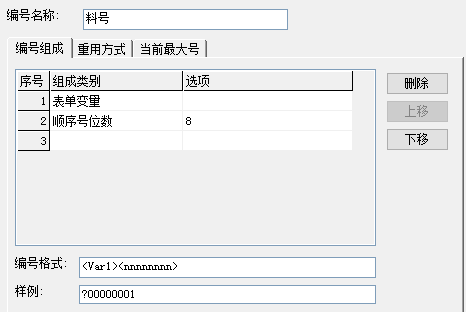 编号名称: 料号
编号组成 重用方式 当前最大号
序号 组成类别 选项
1 表单变量
2 顺序号位数 8
3
删除
上移
下移
编号格式: <Var1><nnnnnnnn>
样例: ?00000001